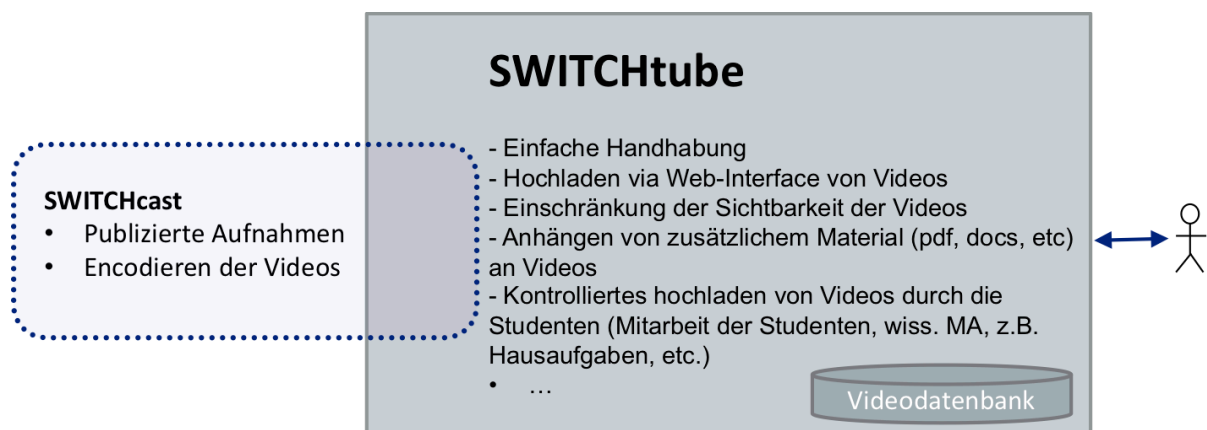 SWITCHtube
- Einfache Handhabung
- Hochladen via Web-Interface von Videos
- Einschränkung der Sichtbarkeit der Videos
- Anhängen von zusätzlichem Material (pdf, docs, etc)
an Videos
- Kontrolliertes hochladen von Videos durch die
Studenten (Mitarbeit der Studenten, wiss. MA, z.B.
Hausaufgaben, etc.)
• …
SWITCHcast
• Publizierte Aufnahmen
• Encodieren der Videos
Videodatenbank